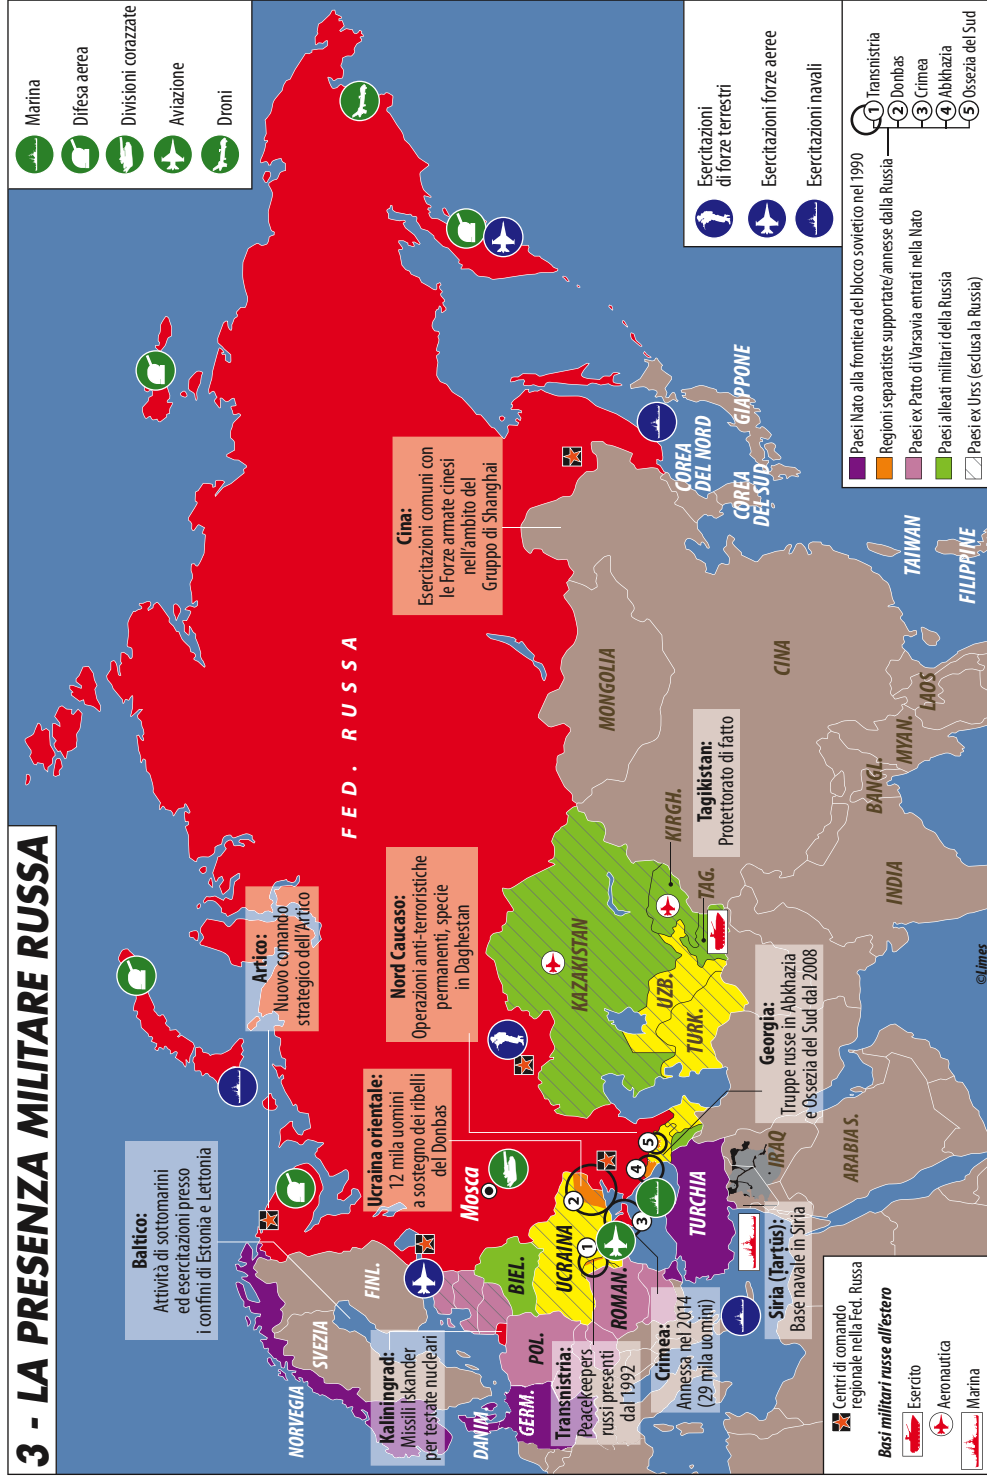 3 - LA PRESENZA MILITARE RUSSA
Marina
Difesa aerea
Divisioni corazzate
Aviazione
Droni
Baltico:
Attività di sottomarini
ed esercitazioni presso
i confini di Estonia e Lettonia
Artico:
Nuovo comando
strategico dell'Artico
Kaliningrad:
Missili Iskander
per testate nucleari
Ucraina orientale:
12 mila uomini
a sostegno dei ribelli
del Donbas
Nord Caucaso:
Operazioni anti-terroristiche
permanenti, specie
in Daghestan
Cina:
Esercitazioni comuni con
le Forze armate cinesi
nell'ambito del
Gruppo di Shanghai
Transnistria:
Peacekeepers
russi presenti
dal 1992
Crimea:
Annessa nel 2014
(29 mila uomini)
Siria (Tartūs):
Base navale in Siria
Georgia:
Truppe russe in Abkhazia
e Ossezia del Sud dal 2008
Tagikistan:
Protettorato di fatto
NORVEGIA
SVEZIA
FINL.
DANIM.
GERM.
POL.
BIEL.
UCRAINA
ROMAN.
Mosca
FED. RUSSA
TURCHIA
IRAQ
ARABIA S.
KAZAKISTAN
UZB.
TURK.
KIRGH.
TAG.
MONGOLIA
CINA
INDIA
BANGL.
MYAN.
LAOS
COREA
DEL NORD
COREA
DEL SUD
GIAPPONE
TAIWAN
FILIPPINE
1
2
3
4
5
Esercitazioni
di forze terrestri
Esercitazioni forze aeree
Esercitazioni navali
Paesi Nato alla frontiera del blocco sovietico nel 1990
Regioni separatiste supportate/annesse dalla Russia
Paesi ex Patto di Varsavia entrati nella Nato
Paesi alleati militari della Russia
Paesi ex Urss (esclusa la Russia)
1 Transnistria
2 Donbas
3 Crimea
4 Abkhazia
5 Ossezia del Sud
Centri di comando
regionale nella Fed. Russa
Basi militari russe all'estero
Esercito
Aeronautica
Marina
©Limes